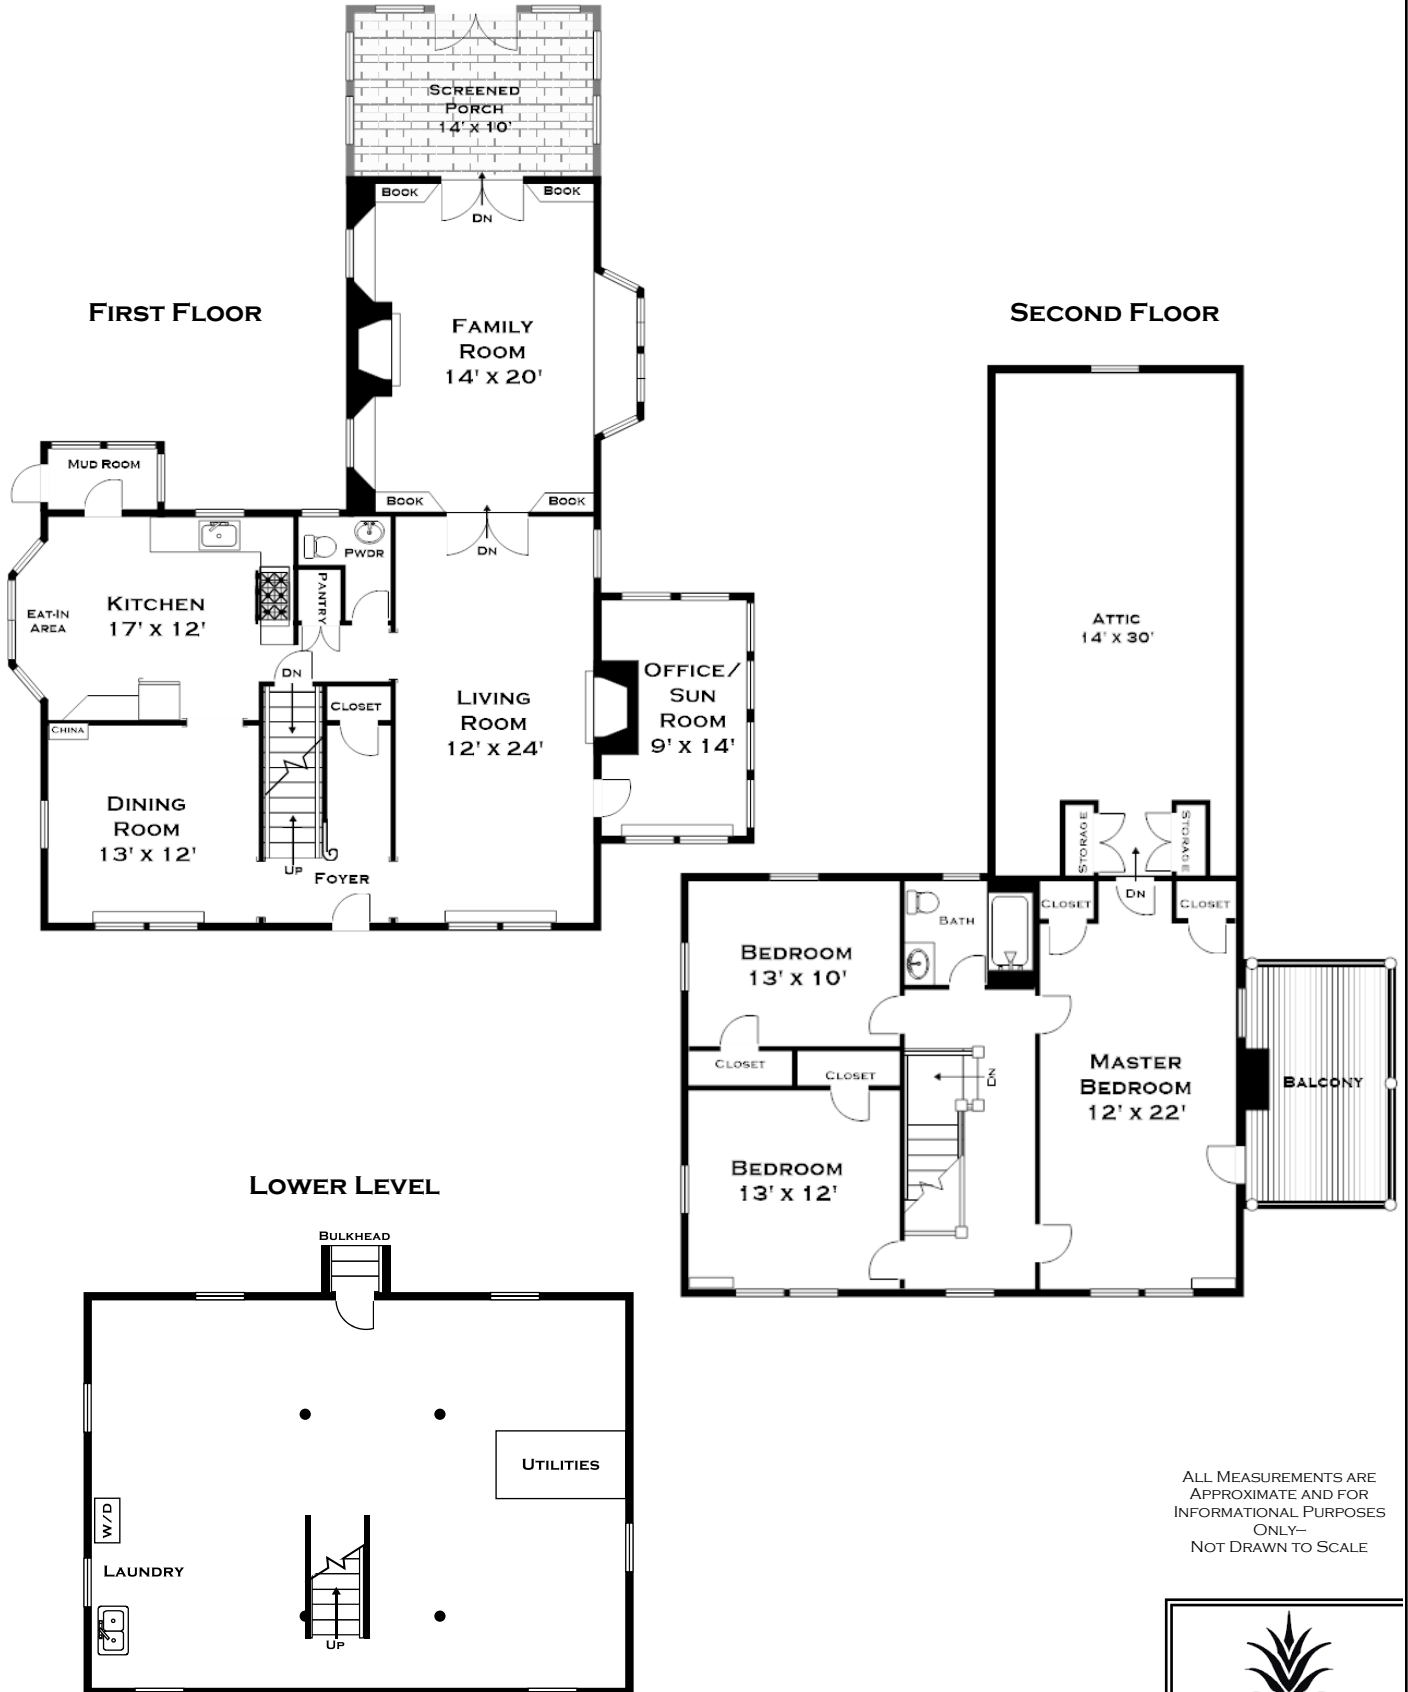 SCREENED
PORCH
14' X 10'
BOOK
BOOK
DN
FIRST FLOOR
FAMILY
ROOM
14' X 20'
MUD ROOM
BOOK
BOOK
DN
PWDR
PANTRY
KITCHEN
17' X 12'
EAT-IN
AREA
DN
CLOSET
CHINA
LIVING
ROOM
12' X 24'
OFFICE/
SUN
ROOM
9' X 14'
DINING
ROOM
13' X 12'
UP
FOYER
SECOND FLOOR
ATTIC
14' X 30'
STORAGE
STORAGE
DN
CLOSET
CLOSET
BATH
BEDROOM
13' X 10'
CLOSET
CLOSET
DN
MASTER
BEDROOM
12' X 22'
BALCONY
BEDROOM
13' X 12'
LOWER LEVEL
BULKHEAD
UTILITIES
W/D
LAUNDRY
UP
ALL MEASUREMENTS ARE
APPROXIMATE AND FOR
INFORMATIONAL PURPOSES
ONLY–
NOT DRAWN TO SCALE